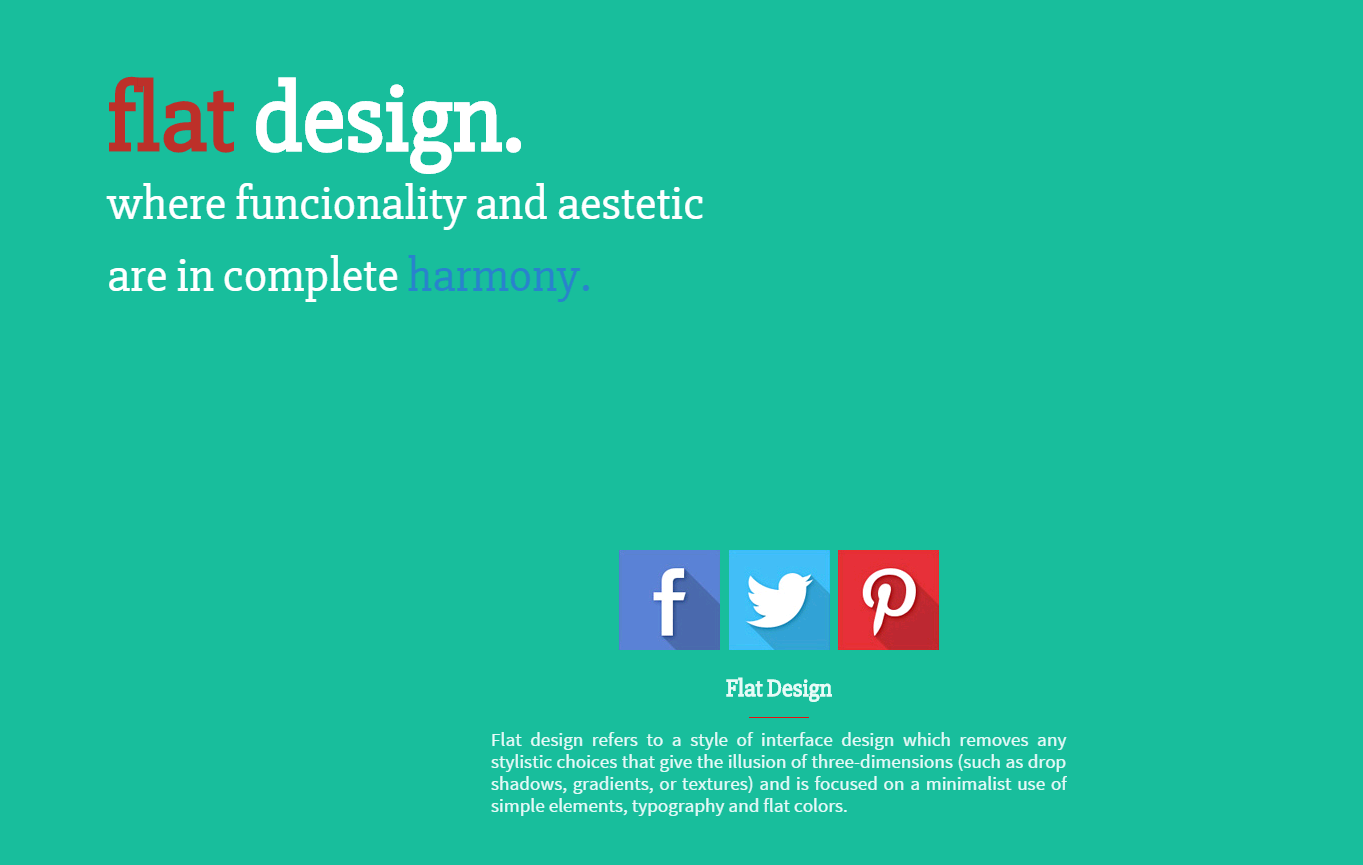 flat design.
where funcionality and aestetic
are in complete harmony.
Flat Design
Flat design refers to a style of interface design which removes any
stylistic choices that give the illusion of three-dimensions (such as drop
shadows, gradients, or textures) and is focused on a minimalist use of
simple elements, typography and flat colors.